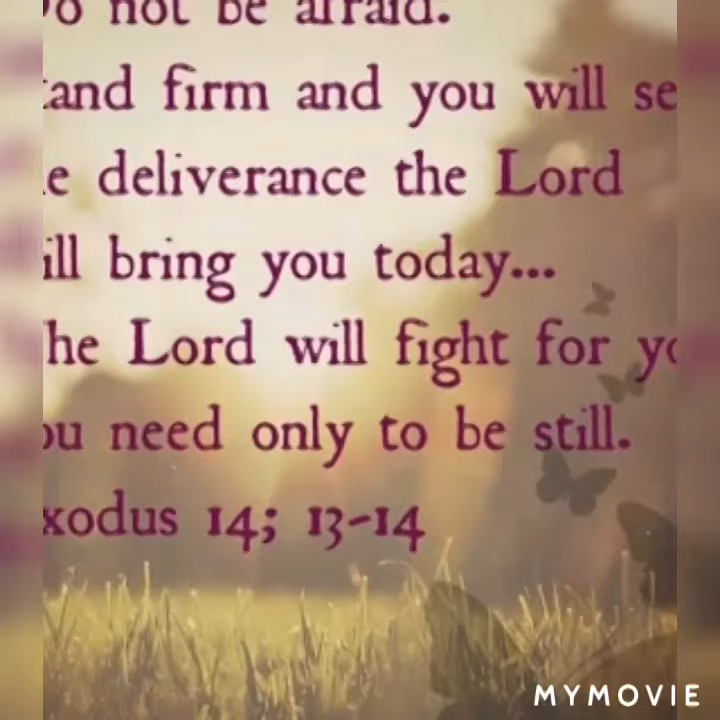 Do not be afraid.
tand firm and you will se
e deliverance the Lord
ill bring you today...
he Lord will fight for yo
ou need only to be still.
xodus 14; 13-14
MYMOVIE